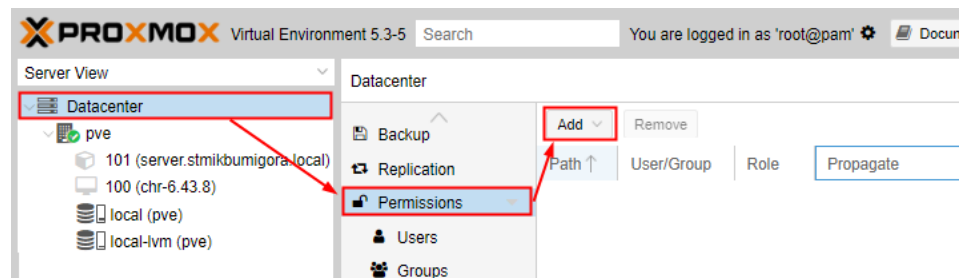 PROXMOX Virtual Environment 5.3-5 Search You are logged in as 'root@pam' Docum
Server View
Datacenter
Datacenter
pve
101 (server.stmikbumigora.local)
100 (chr-6.43.8)
local (pve)
local-lvm (pve)
Backup
Replication
Permissions
Users
Groups
Add Remove
Path User/Group Role Propagate